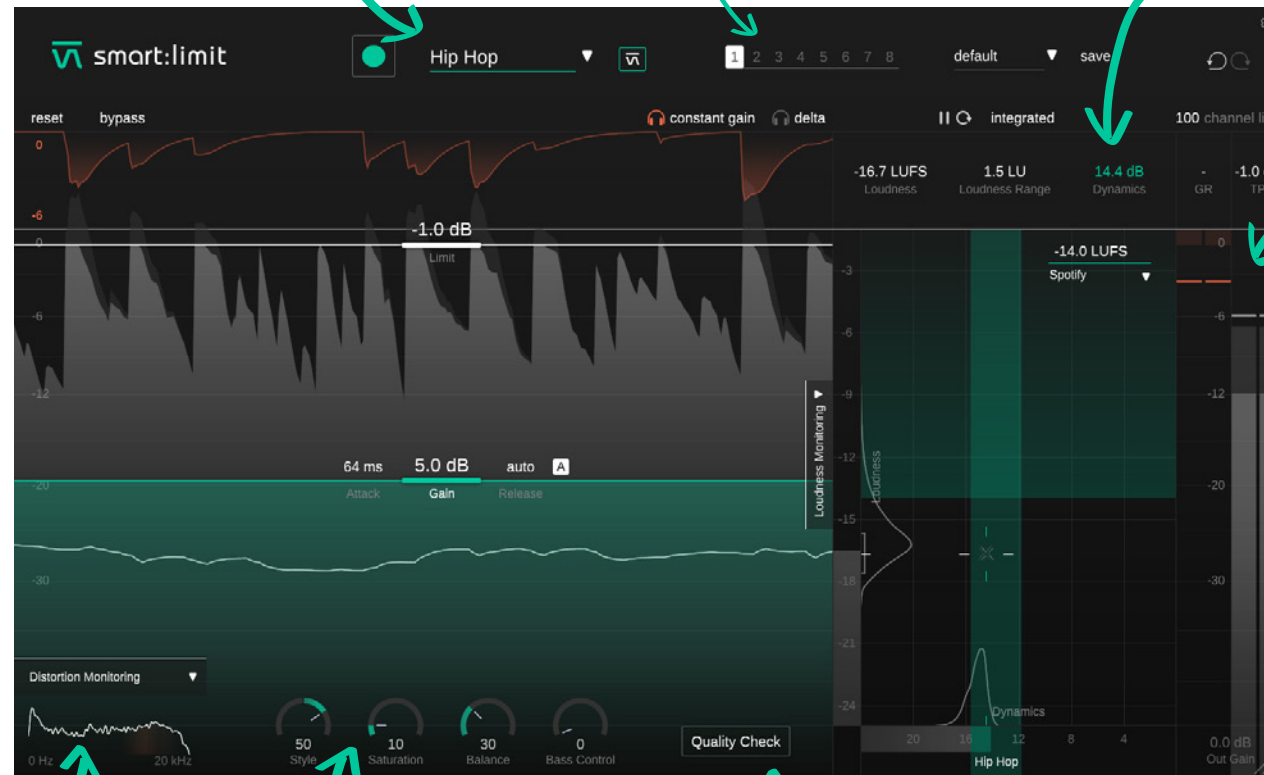 smart:limit
Hip Hop
1 2 3 4 5 6 7 8
default
save
reset
bypass
constant gain
delta
integrated
100 channel li
0
-6
-16.7 LUFS
Loudness
1.5 LU
Loudness Range
14.4 dB
Dynamics
-
GR
-1.0
TP
-1.0 dB
Limit
0
-6
-12
-20
-30
64 ms
Attack
5.0 dB
Gain
auto
A
Release
Loudness Monitoring
-14.0 LUFS
Spotify
-3
-6
-9
-12
-15
-18
-21
-24
Loudness
Dynamics
20 16 12 8 4
Hip Hop
0
-6
-12
-20
-30
0.0 dB
Out Gain
Distortion Monitoring
0 Hz
20 kHz
50
Style
10
Saturation
30
Balance
0
Bass Control
Quality Check